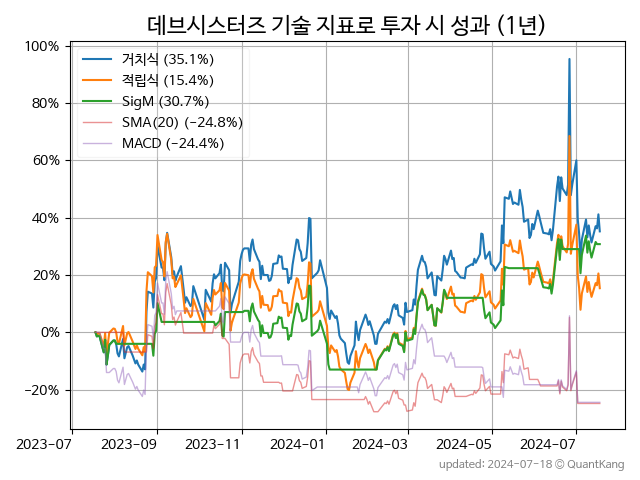 데브시스터즈 기술 지표로 투자 시 성과 (1년)
100%
80%
60%
40%
20%
0%
−20%
거치식 (35.1%)
적립식 (15.4%)
SigM (30.7%)
SMA(20) (−24.8%)
MACD (−24.4%)
2023-07
2023-09
2023-11
2024-01
2024-03
2024-05
2024-07
updated: 2024-07-18 ⓒ QuantKang